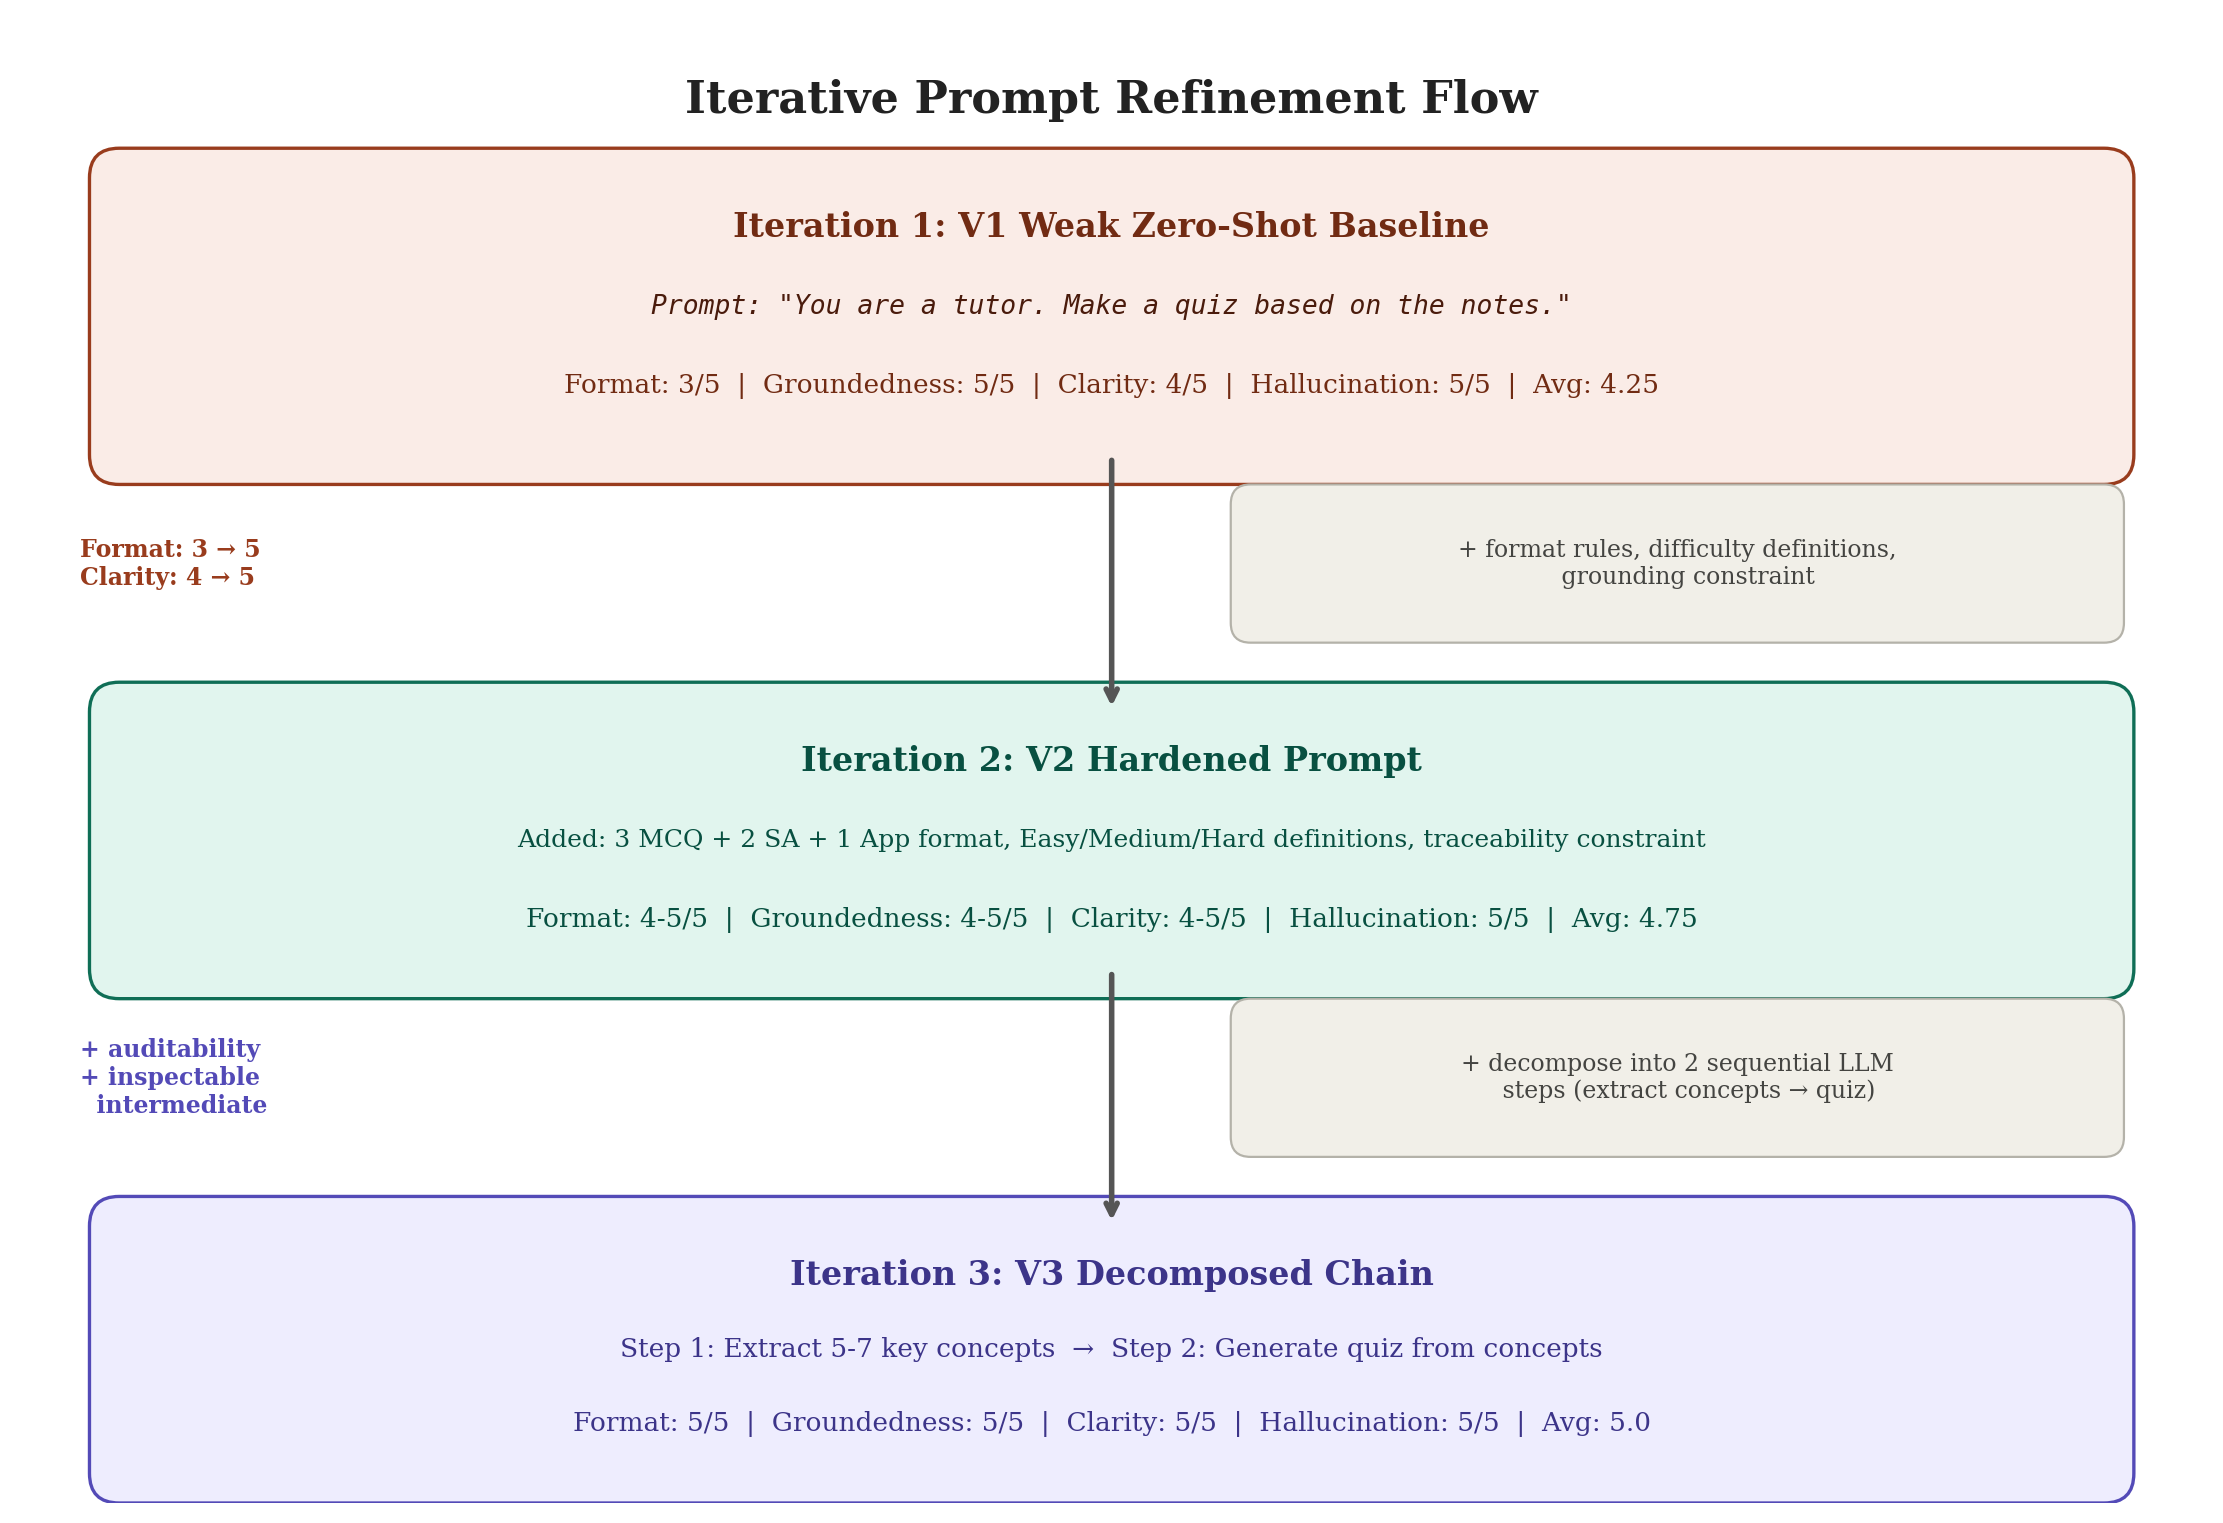 Iterative Prompt Refinement Flow
Iteration 1: V1 Weak Zero-Shot Baseline
Prompt: "You are a tutor. Make a quiz based on the notes."
Format: 3/5 | Groundedness: 5/5 | Clarity: 4/5 | Hallucination: 5/5 | Avg: 4.25
Format: 3 → 5
Clarity: 4 → 5
+ format rules, difficulty definitions,
grounding constraint
Iteration 2: V2 Hardened Prompt
Added: 3 MCQ + 2 SA + 1 App format, Easy/Medium/Hard definitions, traceability constraint
Format: 4-5/5 | Groundedness: 4-5/5 | Clarity: 4-5/5 | Hallucination: 5/5 | Avg: 4.75
+ auditability
+ inspectable
intermediate
+ decompose into 2 sequential LLM
steps (extract concepts → quiz)
Iteration 3: V3 Decomposed Chain
Step 1: Extract 5-7 key concepts → Step 2: Generate quiz from concepts
Format: 5/5 | Groundedness: 5/5 | Clarity: 5/5 | Hallucination: 5/5 | Avg: 5.0